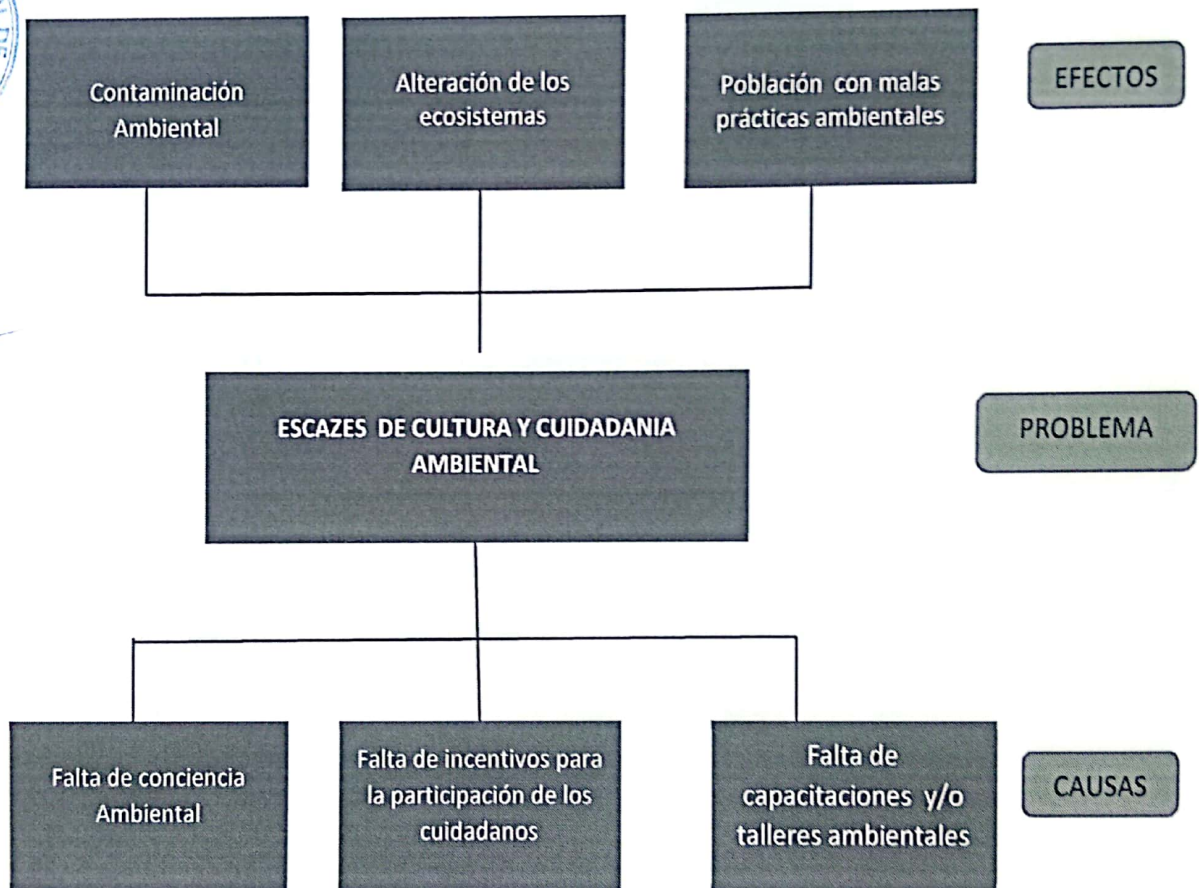 Contaminación
Ambiental
Alteración de los
ecosistemas
Población con malas
prácticas ambientales
EFECTOS
ESCAZES DE CULTURA Y CUIDADANIA
AMBIENTAL
PROBLEMA
Falta de conciencia
Ambiental
Falta de incentivos para
la participación de los
cuidadanos
Falta de
capacitaciones y/o
talleres ambientales
CAUSAS